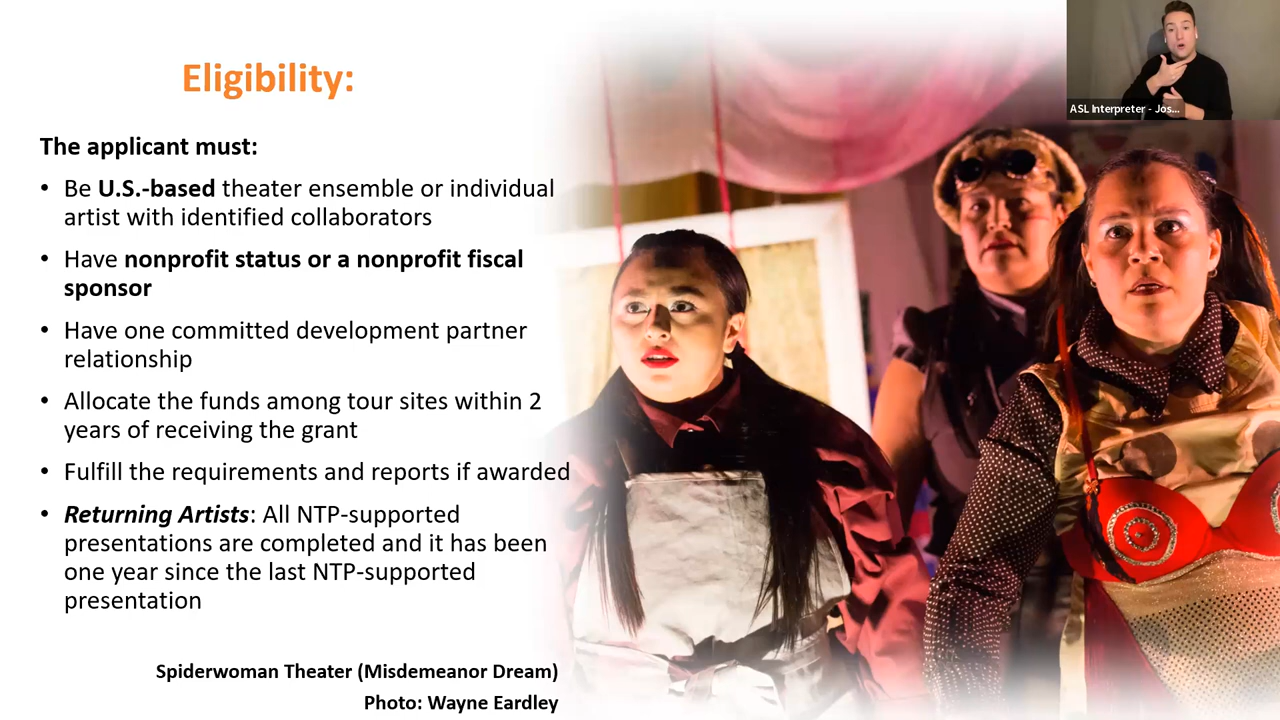 Eligibility:
The applicant must:
• Be U.S.-based theater ensemble or individual
artist with identified collaborators
• Have nonprofit status or a nonprofit fiscal
sponsor
• Have one committed development partner
relationship
• Allocate the funds among tour sites within 2
years of receiving the grant
• Fulfill the requirements and reports if awarded
• Returning Artists: All NTP-supported
presentations are completed and it has been
one year since the last NTP-supported
presentation
Spiderwoman Theater (Misdemeanor Dream)
Photo: Wayne Eardley
ASL Interpreter - Jos...